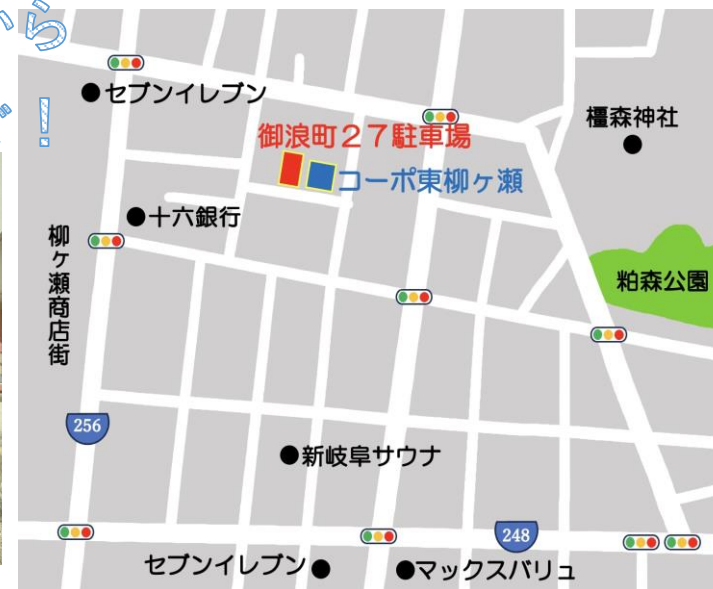 ら
！
セブンイレブン
御浪町２７駐車場
橿森神社
コーポ東柳ヶ瀬
十六銀行
柳ヶ瀬商店街
粕森公園
256
新岐阜サウナ
248
セブンイレブン
マックスバリュ